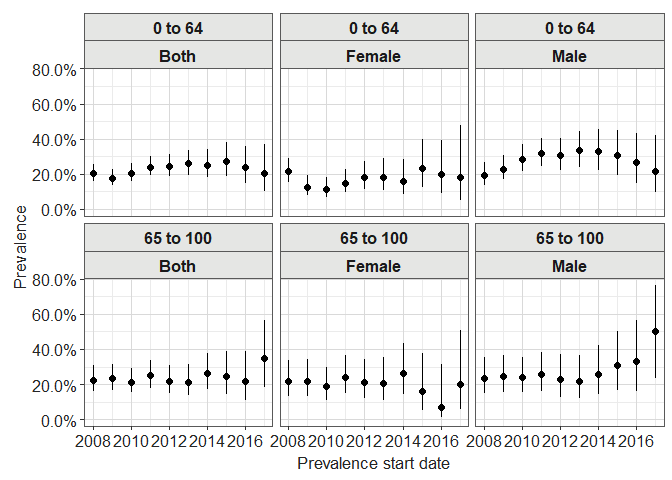 0 to 64 0 to 64 0 to 64
Both Female Male
80.0%
60.0%
40.0%
20.0%
0.0%
65 to 100 65 to 100 65 to 100
Both Female Male
80.0%
60.0%
40.0%
20.0%
0.0%
Prevalence
2008 2010 2012 2014 2016 2008 2010 2012 2014 2016 2008 2010 2012 2014 2016
Prevalence start date